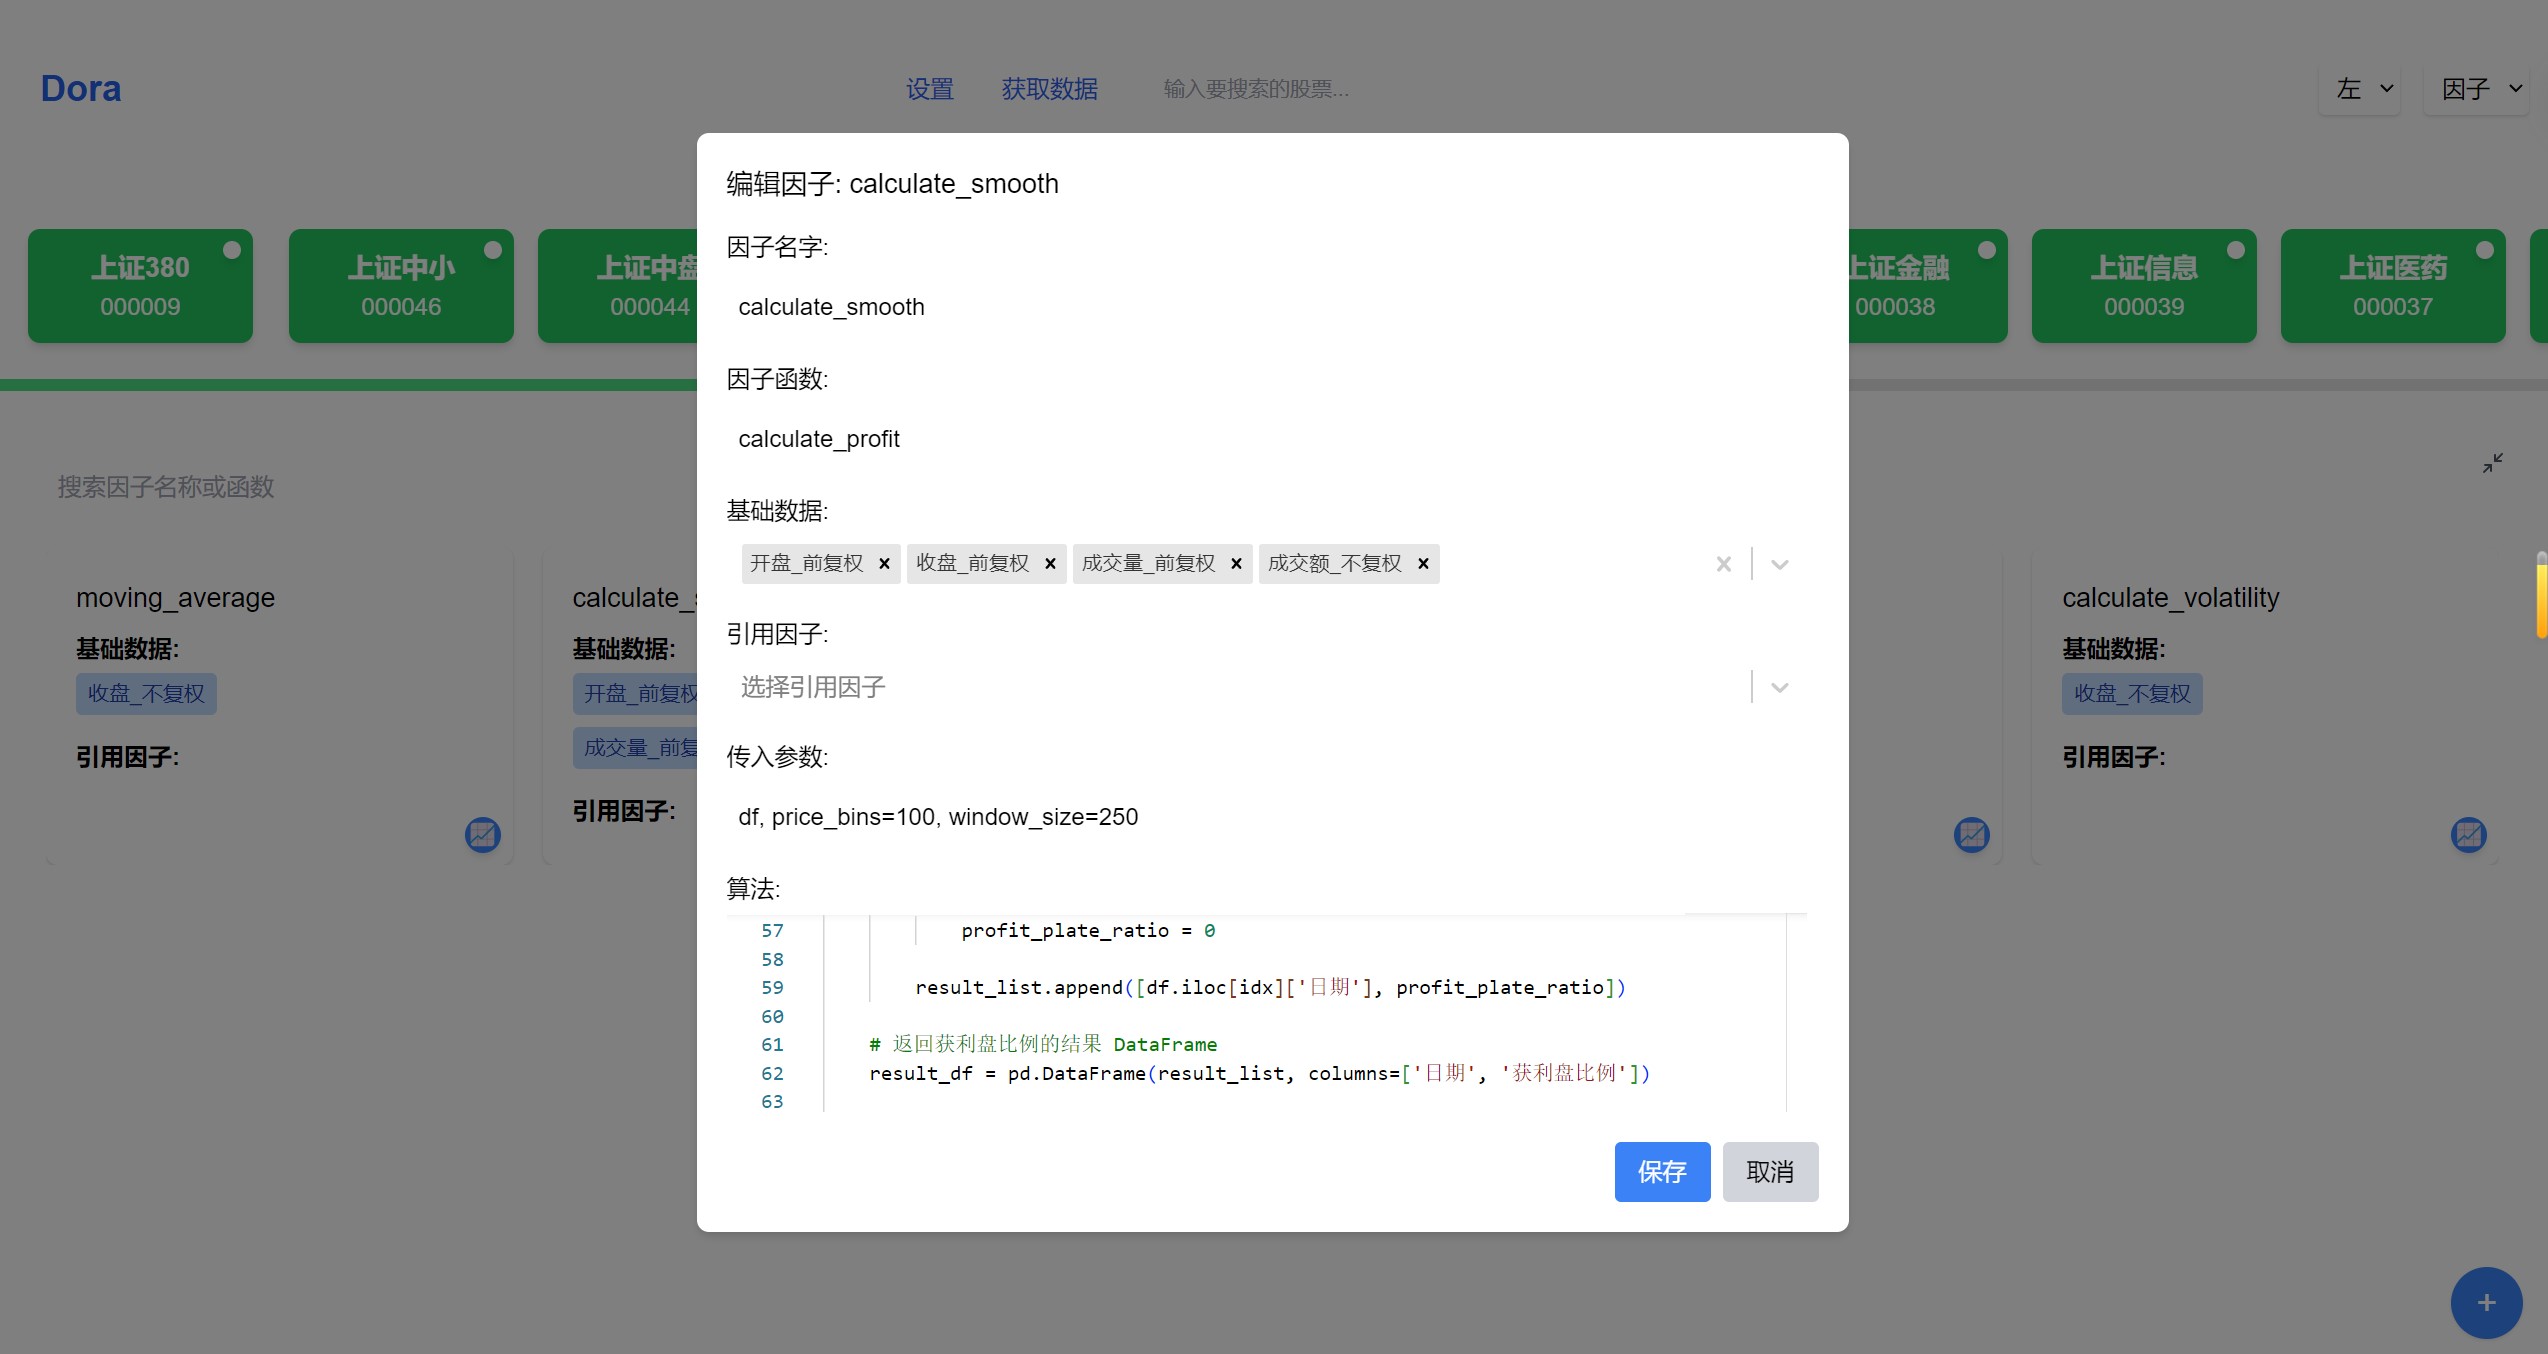 Dora
设置
获取数据
输入要搜索的股票...
左
因子
上证380
000009
上证中小
000046
上证中盘
000044
上证金融
000038
上证信息
000039
上证医药
000037
搜索因子名称或函数
moving_average
基础数据:
收盘_不复权
引用因子:
calculate_s
基础数据:
开盘_前复权
成交量_前复
引用因子:
calculate_volatility
基础数据:
收盘_不复权
引用因子:
编辑因子: calculate_smooth
因子名字:
calculate_smooth
因子函数:
calculate_profit
基础数据:
开盘_前复权 × 收盘_前复权 × 成交量_前复权 × 成交额_不复权 ×
引用因子:
选择引用因子
传入参数:
df, price_bins=100, window_size=250
算法:
57 profit_plate_ratio = 0
58
59 result_list.append([df.iloc[idx]['日期'], profit_plate_ratio])
60
61 # 返回获利盘比例的结果 DataFrame
62 result_df = pd.DataFrame(result_list, columns=['日期', '获利盘比例'])
63
保存
取消
+